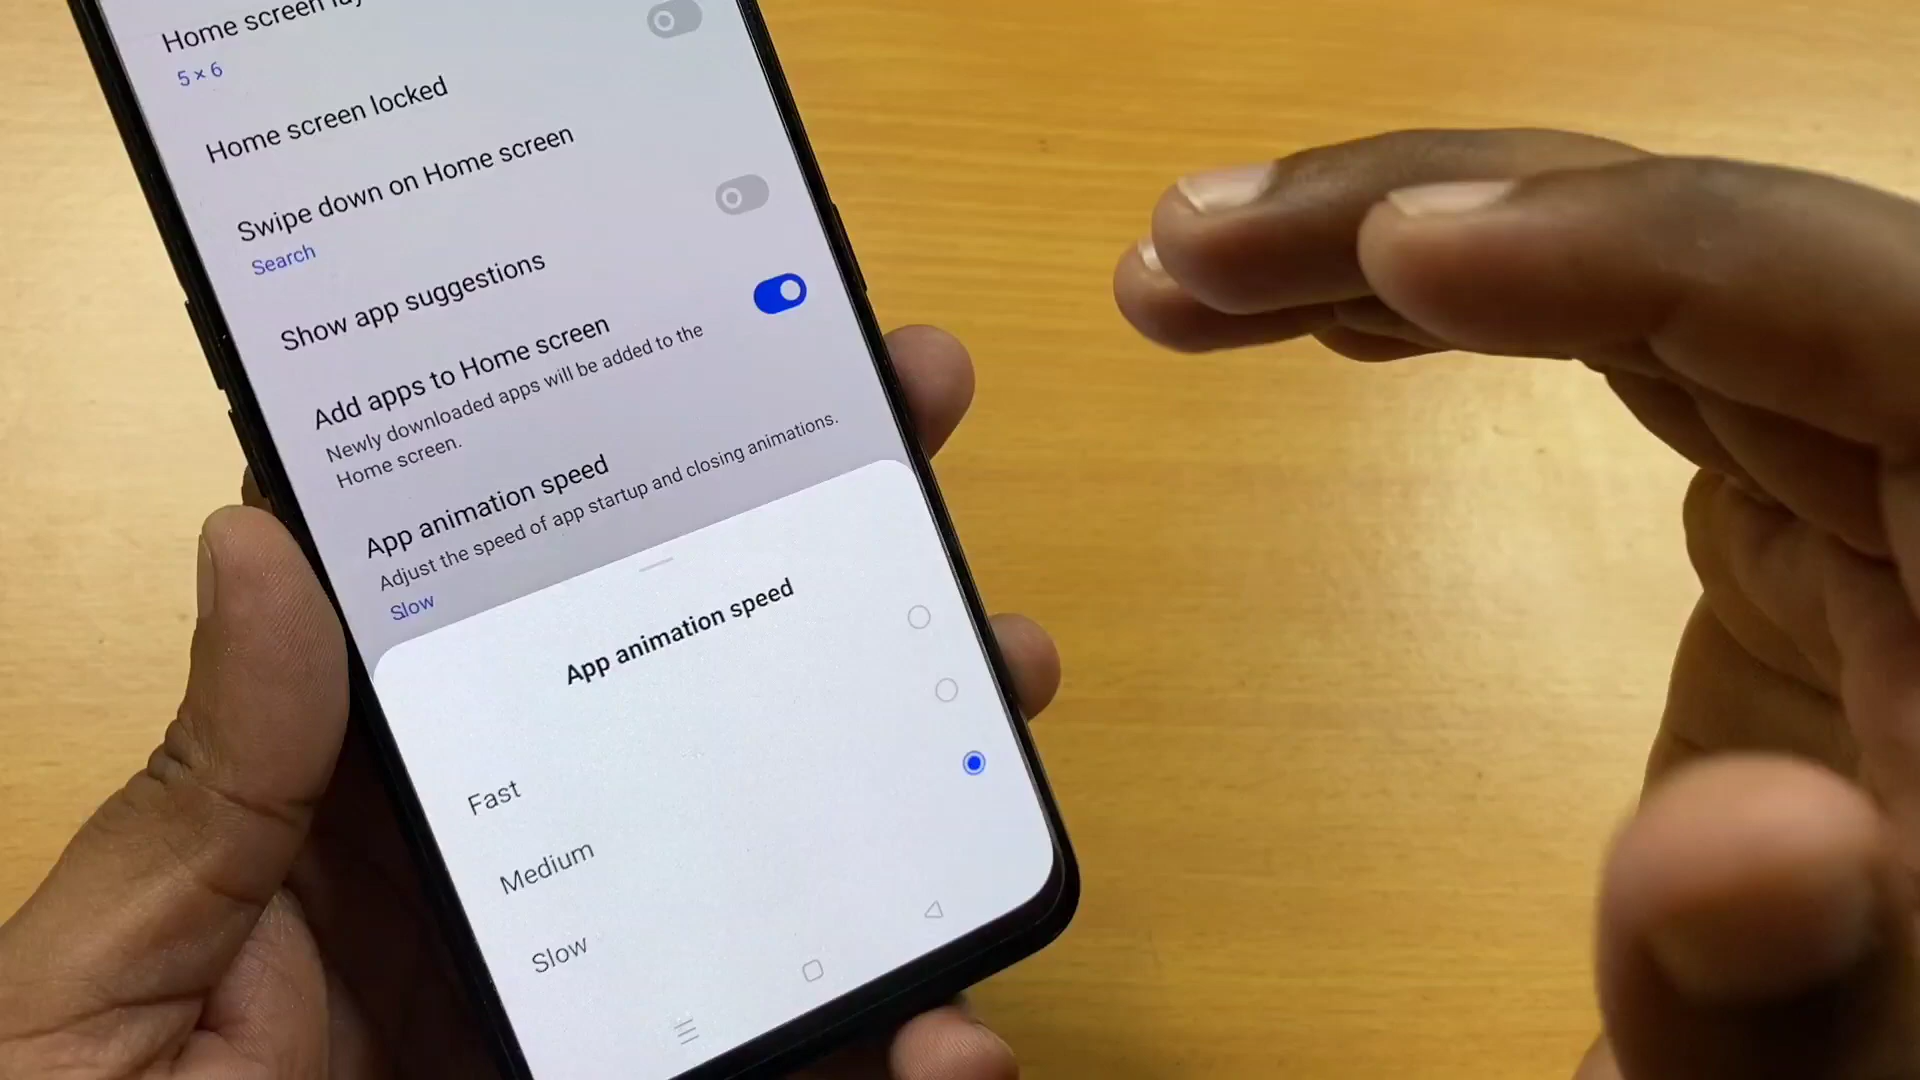 Home screen
5 × 6
Home screen locked
Swipe down on Home screen
Search
Show app suggestions
Add apps to Home screen
Newly downloaded apps will be added to the
Home screen.
App animation speed
Adjust the speed of app startup and closing animations.
Slow
App animation speed
Fast
Medium
Slow